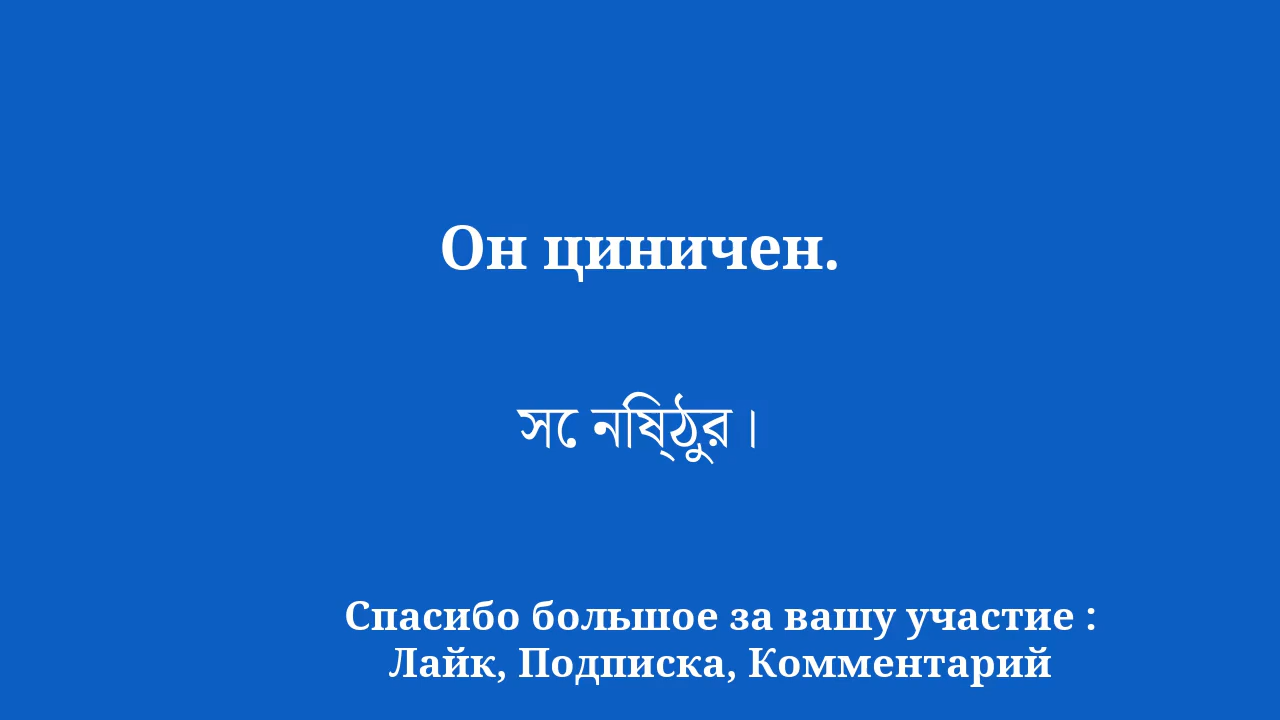 Он циничен.
সে নিষ্ঠুর।
Спасибо большое за вашу участие :
Лайк, Подписка, Комментарий